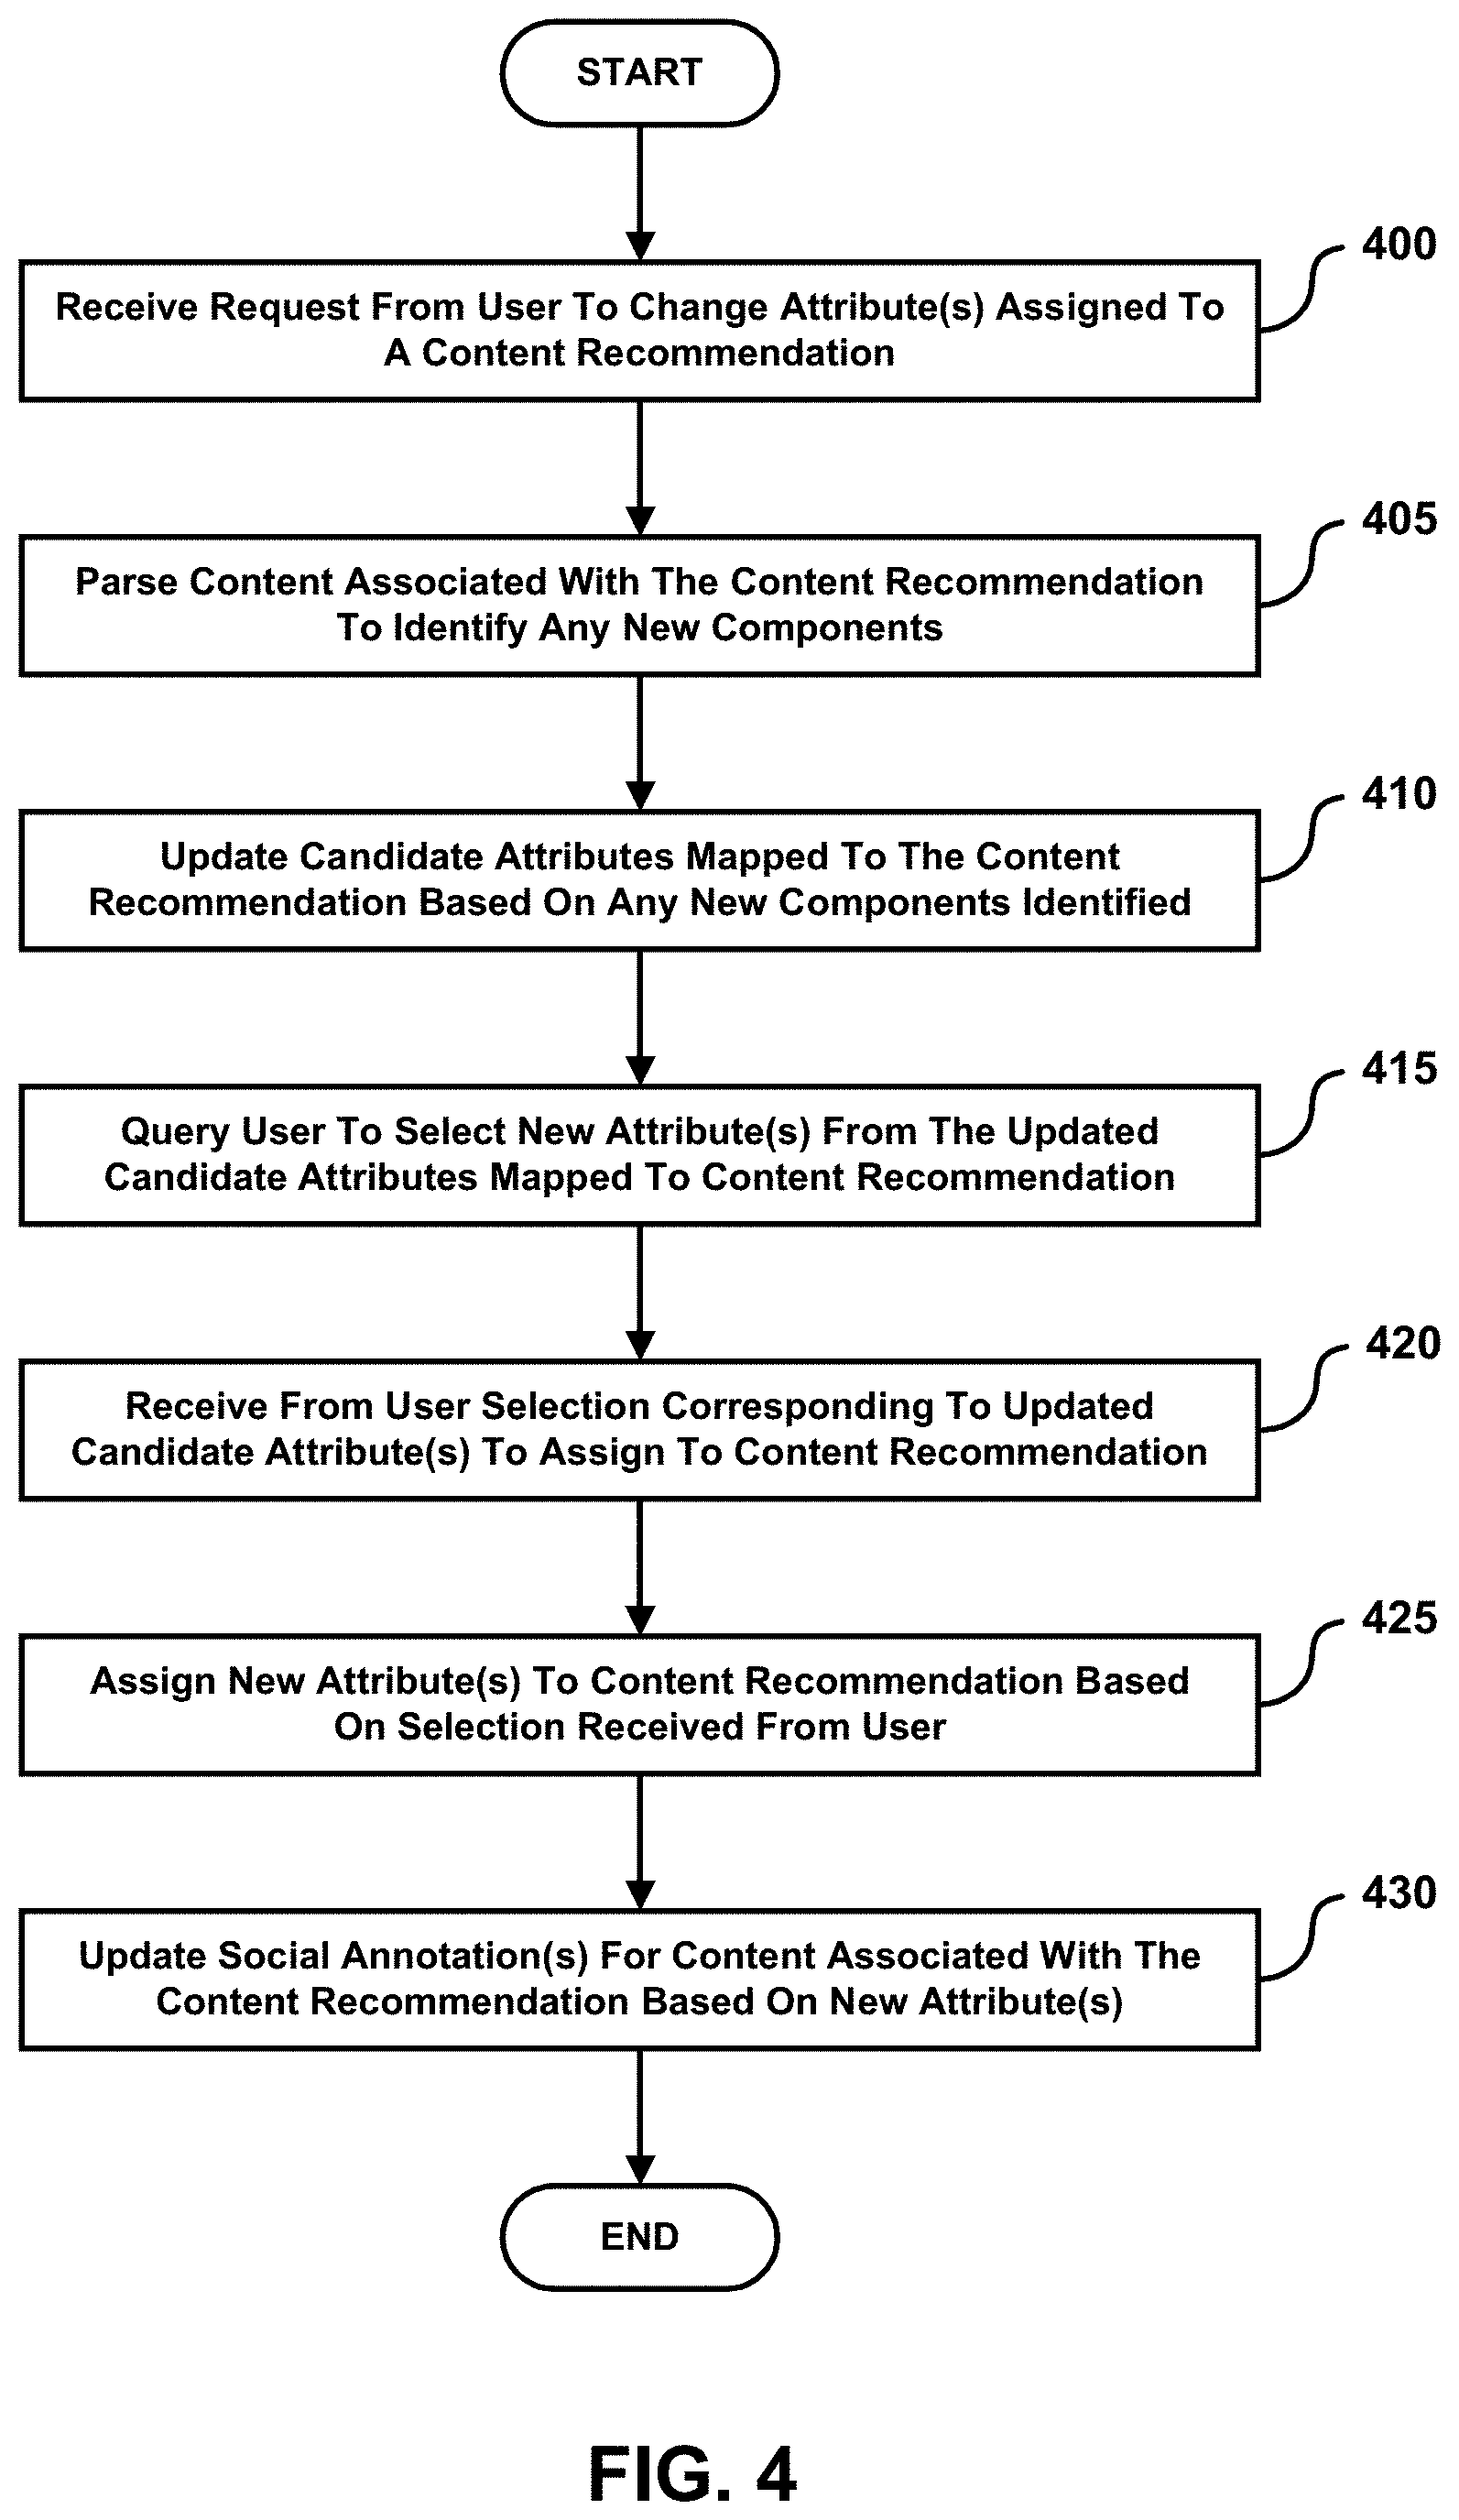 START
400
Receive Request From User To Change Attribute(s) Assigned To
A Content Recommendation
405
Parse Content Associated With The Content Recommendation
To Identify Any New Components
410
Update Candidate Attributes Mapped To The Content
Recommendation Based On Any New Components Identified
415
Query User To Select New Attribute(s) From The Updated
Candidate Attributes Mapped To Content Recommendation
420
Receive From User Selection Corresponding To Updated
Candidate Attribute(s) To Assign To Content Recommendation
425
Assign New Attribute(s) To Content Recommendation Based
On Selection Received From User
430
Update Social Annotation(s) For Content Associated With The
Content Recommendation Based On New Attribute(s)
END
FIG. 4